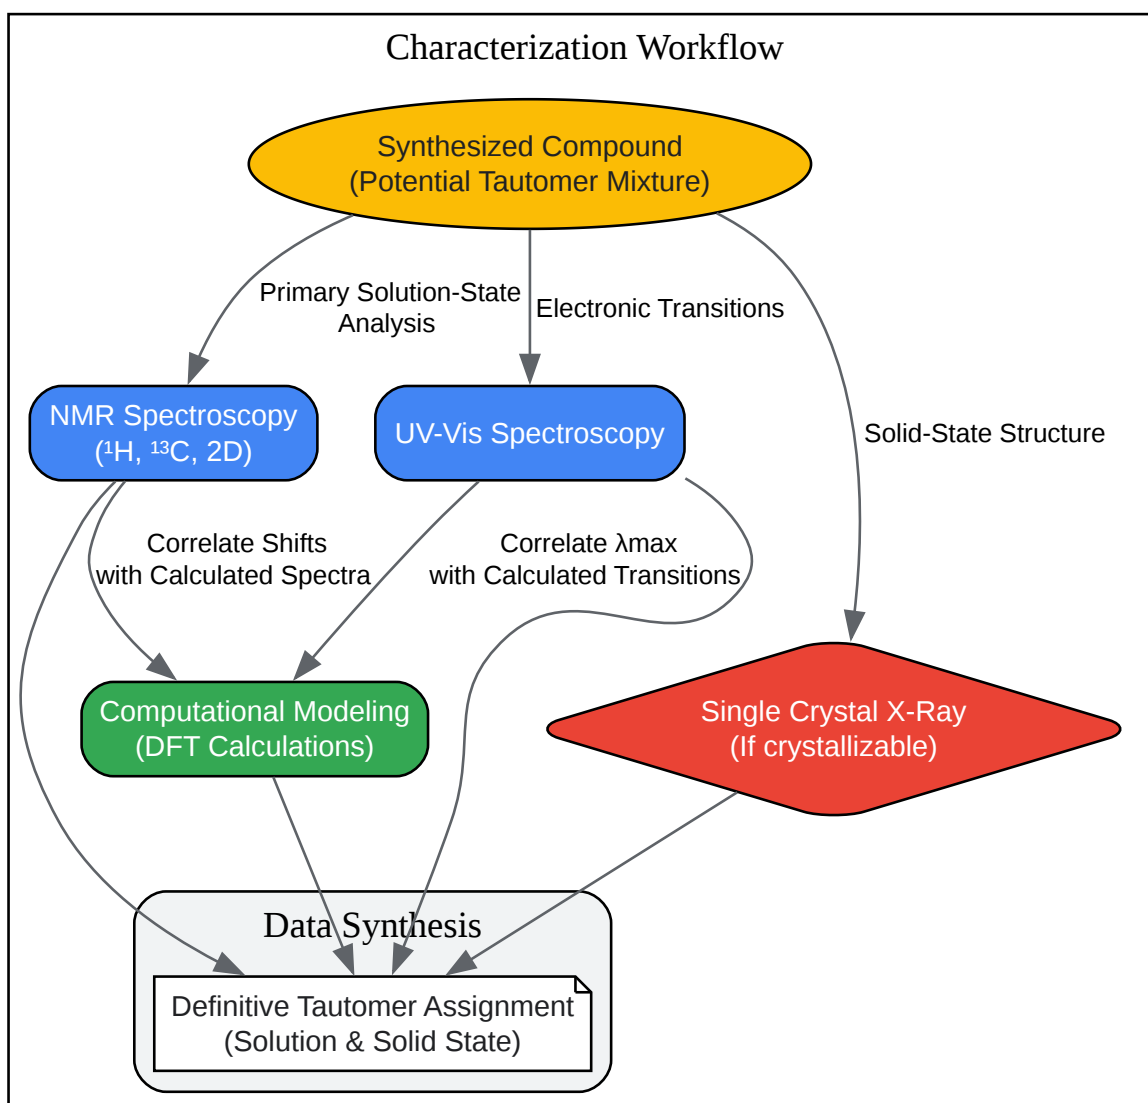 Characterization Workflow
Synthesized Compound
(Potential Tautomer Mixture)
Primary Solution-State
Analysis
Electronic Transitions
NMR Spectroscopy
(¹H, ¹³C, 2D)
UV-Vis Spectroscopy
Solid-State Structure
Correlate Shifts
with Calculated Spectra
Correlate λmax
with Calculated Transitions
Computational Modeling
(DFT Calculations)
Single Crystal X-Ray
(If crystallizable)
Data Synthesis
Definitive Tautomer Assignment
(Solution & Solid State)